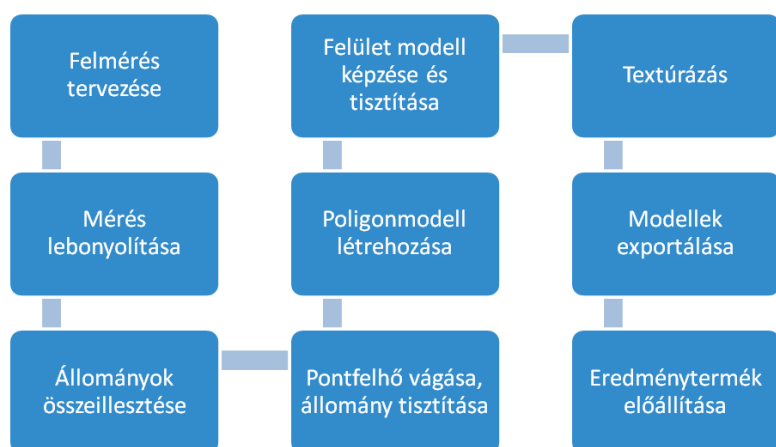 Felmérés
tervezése
Mérés
lebonyolítása
Állományok
összeillesztése
Pontfelhő vágása,
állomány tisztítása
Poligonmodell
létrehozása
Felület modell
képzése és
tisztítása
Textúrázás
Modellek
exportálása
Eredménytermék
előállítása